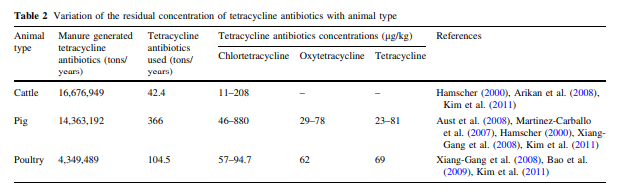 Table 2 Variation of the residual concentration of tetracycline antibiotics with animal type
Animal type Manure generated tetracycline antibiotics (tons/years) Tetracycline antibiotics used (tons/years) Tetracycline antibiotics concentrations (μg/kg) References
Chlortetracycline Oxytetracycline Tetracycline
Cattle 16,676,949 42.4 11–208 – – Hamscher (2000), Arikan et al. (2008),
Kim et al. (2011)
Pig 14,363,192 366 46–880 29–78 23–81 Aust et al. (2008), Martinez-Carballo
et al. (2007), Hamscher (2000), Xiang-
Gang et al. (2008), Kim et al. (2011)
Poultry 4,349,489 104.5 57–94.7 62 69 Xiang-Gang et al. (2008), Bao et al.
(2009), Kim et al. (2011)